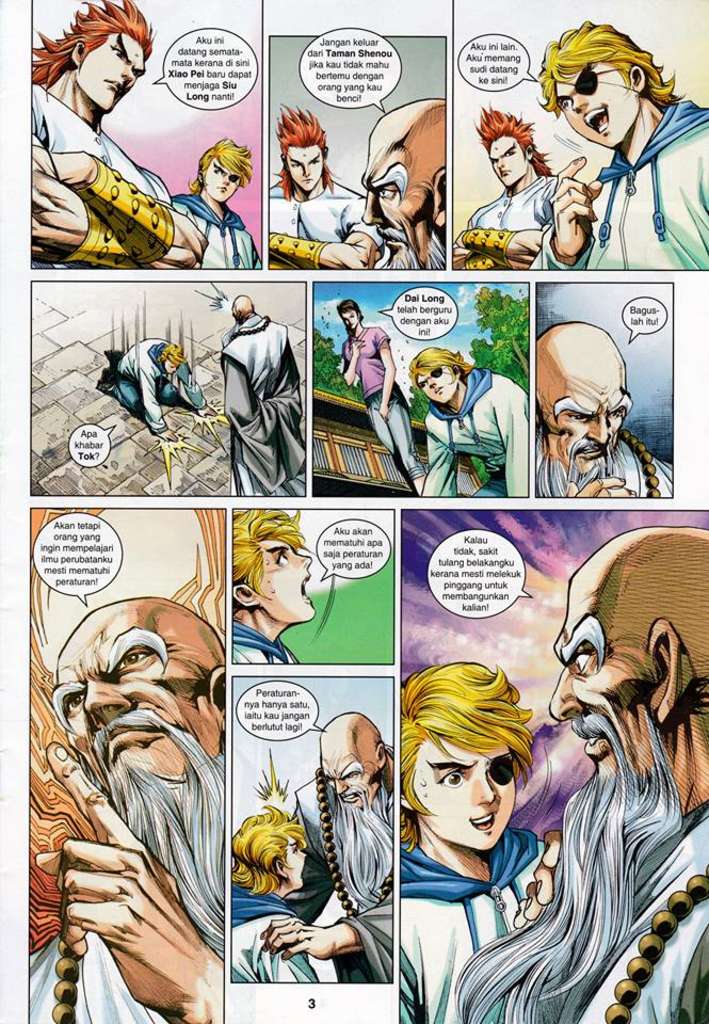 Aku ini
datang semata-
mata kerana di sini
Xiao Pei baru dapat
menjaga Siu
Long nanti!
Jangan keluar
dari Taman Shenou
jika kau tidak mahu
bertemu dengan
orang yang kau
benci!
Aku ini lain.
Aku memang
sudi datang
ke sini!
Apa
khabar
Tok?
Dai Long
telah berguru
dengan aku
ini!
Bagus-
lah itu!
Akan tetapi
orang yang
ingin mempelajari
ilmu perubatanku
mesti mematuhi
peraturan!
Aku akan
mematuhi apa
saja peraturan
yang ada!
Peraturan-
nya hanya satu,
iaitu kau jangan
berlutut
lagi!
Kalau
tidak, sakit
tulang belakangku
kerana mesti melekuk
pinggang untuk
membangunkan
kalian!
3